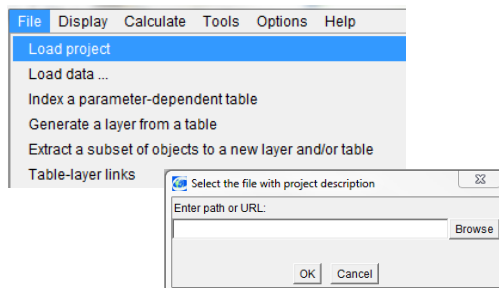 File Display Calculate Tools Options Help
Load project
Load data ...
Index a parameter-dependent table
Generate a layer from a table
Extract a subset of objects to a new layer and/or table
Table-layer links
Select the file with project description
Enter path or URL:
Browse
OK Cancel